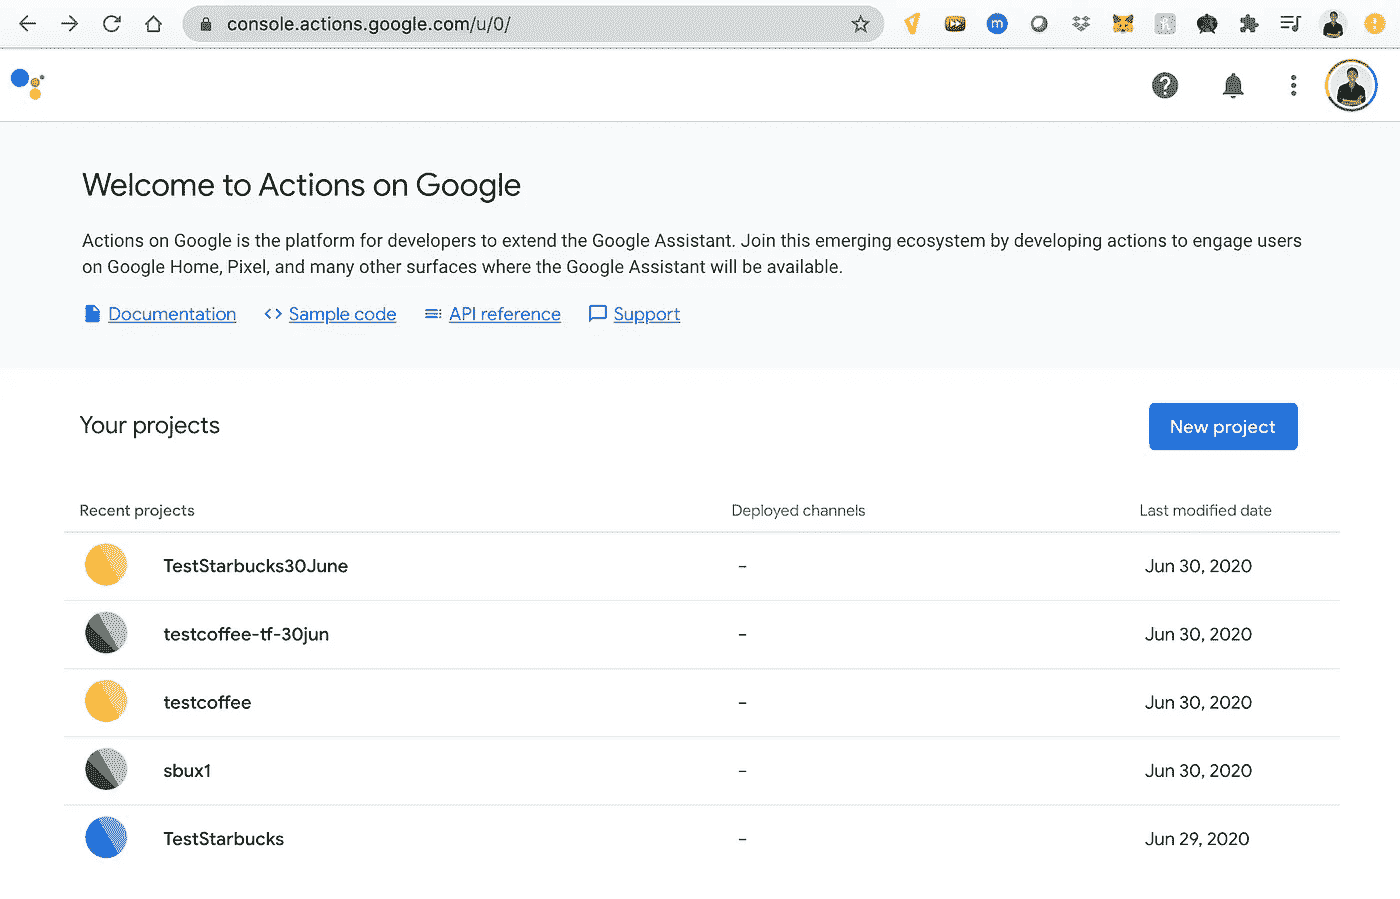 console.actions.google.com/u/0/
m
Welcome to Actions on Google
Actions on Google is the platform for developers to extend the Google Assistant. Join this emerging ecosystem by developing actions to engage users
on Google Home, Pixel, and many other surfaces where the Google Assistant will be available.
Documentation Sample code API reference Support
Your projects
New project
Recent projects Deployed channels Last modified date
TestStarbucks30June – Jun 30, 2020
testcoffee-tf-30jun – Jun 30, 2020
testcoffee – Jun 30, 2020
sbux1 – Jun 30, 2020
TestStarbucks – Jun 29, 2020